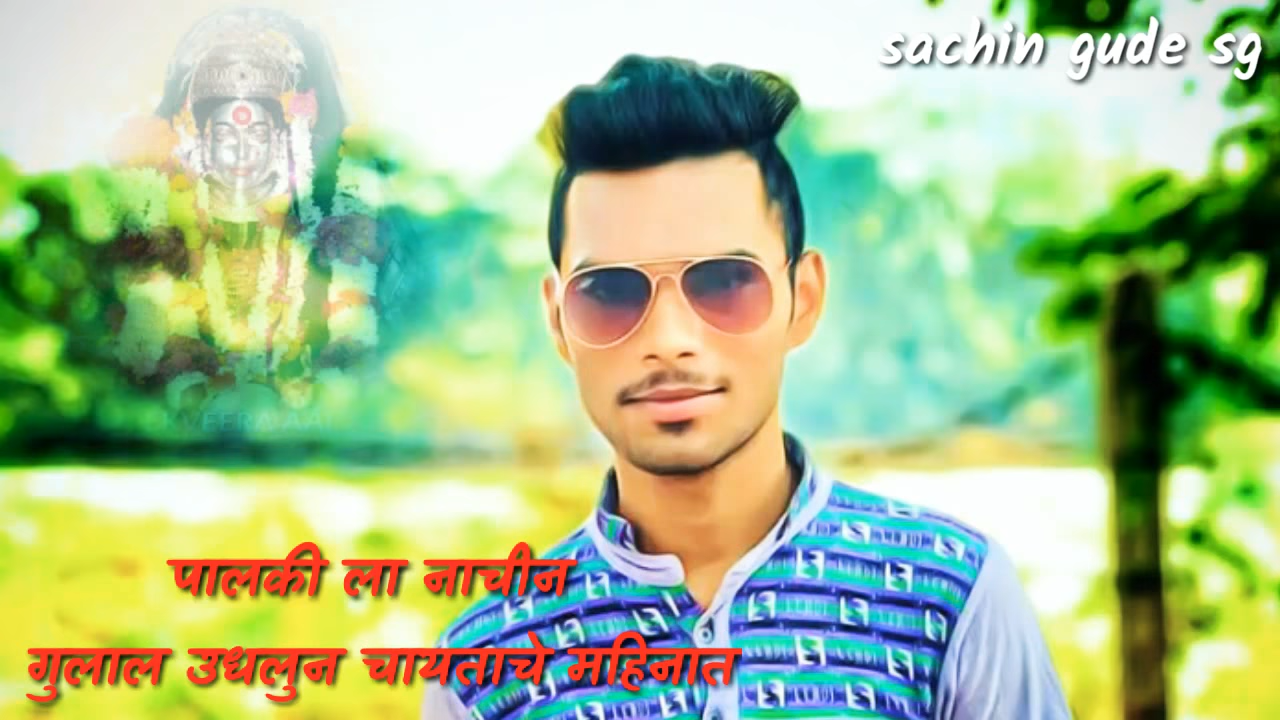 sachin gude sg
पालकी ला नाचीन
गुलाल उधलुन चायताचे महिनात